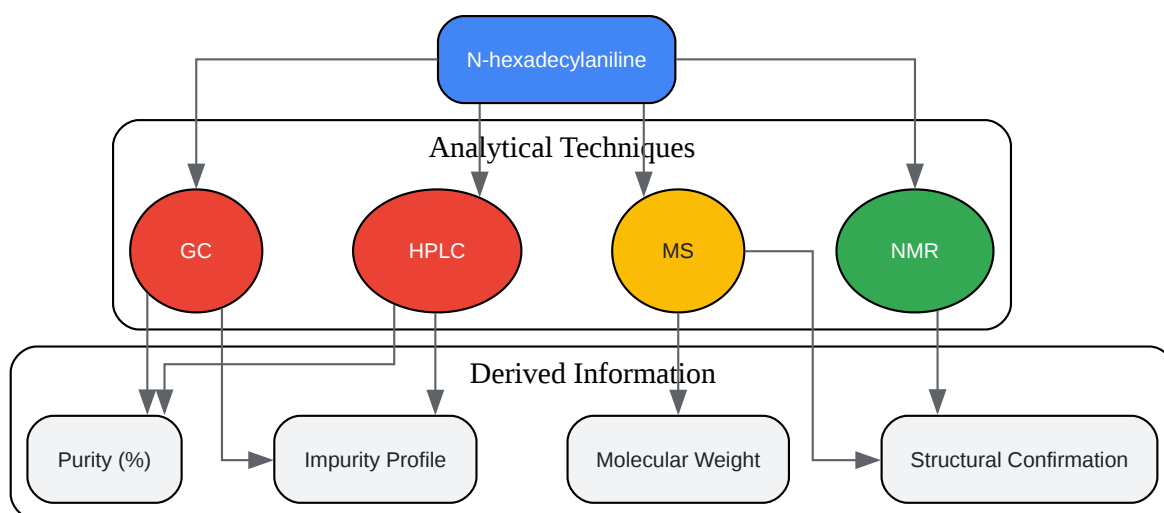 N-hexadecylaniline
Analytical Techniques
GC
HPLC
MS
NMR
Derived Information
Purity (%)
Impurity Profile
Molecular Weight
Structural Confirmation